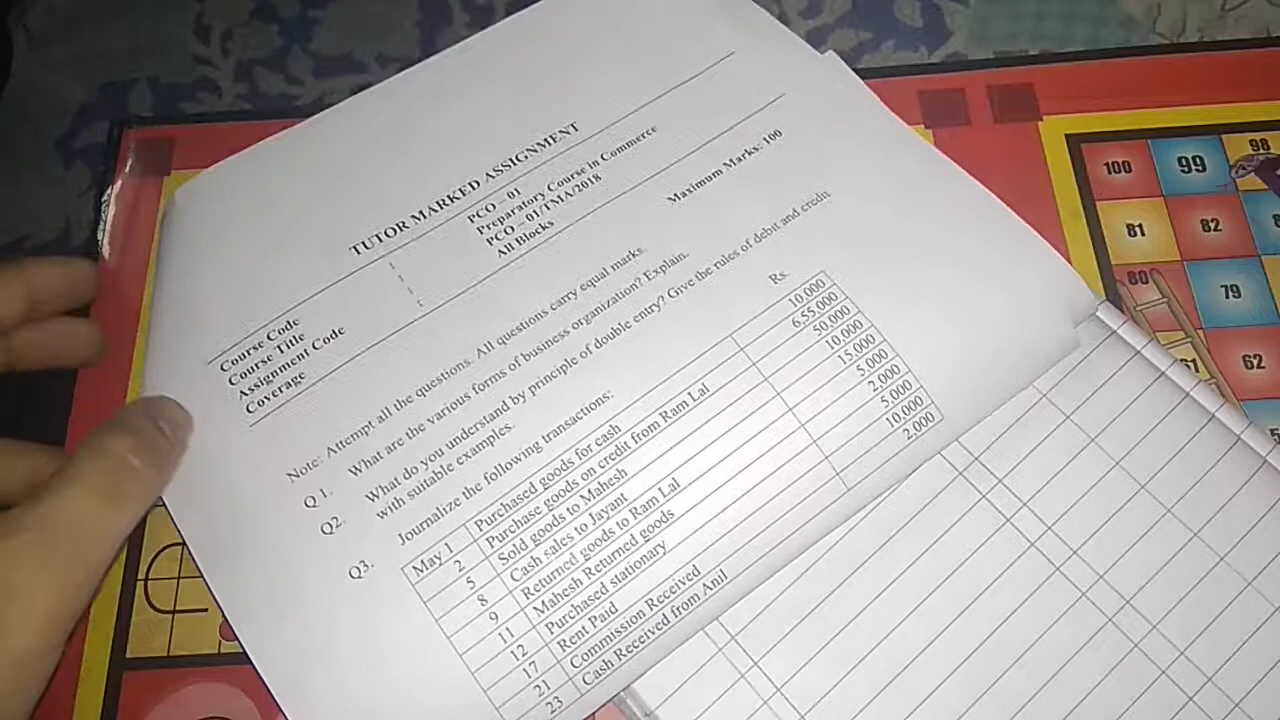 TUTOR MARKED ASSIGNMENT
Course Code : PCO – 01
Course Title : Preparatory Course in Commerce
Assignment Code : PCO – 01/TMA/2018
Coverage : All Blocks
Maximum Marks: 100
Note: Attempt all the questions. All questions carry equal marks.
Q 1. What are the various forms of business organization? Explain.
Q2. What do you understand by principle of double entry? Give the rules of debit and credit
with suitable examples.
Q3. Journalize the following transactions:
Rs.
May 1 Purchased goods for cash 10,000
2 Purchase goods on credit from Ram Lal 6,55,000
5 Sold goods to Mahesh 50,000
8 Cash sales to Jayant 10,000
9 Returned goods to Ram Lal 15,000
11 Mahesh Returned goods 5,000
12 Purchased stationary 2,000
17 Rent Paid 5,000
21 Commission Received 10,000
23 Cash Received from Anil 2,000
100 99 98
81 82
80 79
62